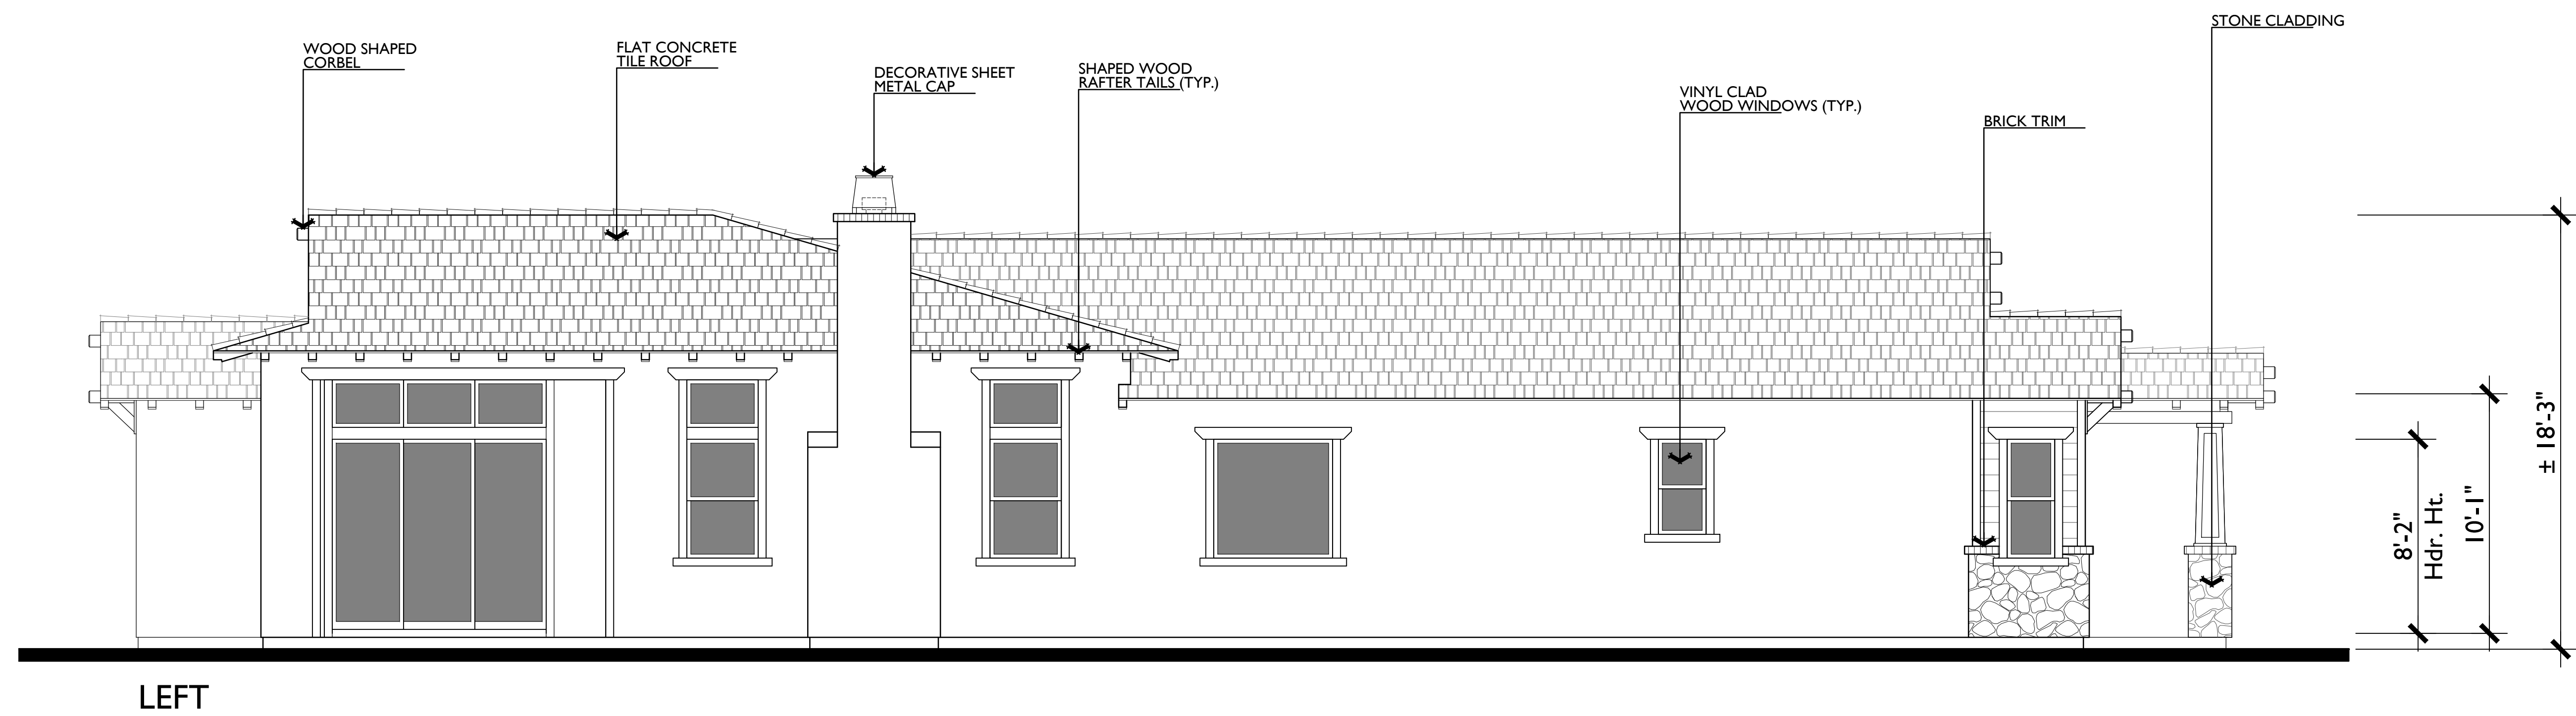 STONE CLADDING
WOOD SHAPED
CORBEL
FLAT CONCRETE
TILE ROOF
DECORATIVE SHEET
METAL CAP
SHAPED WOOD
RAFTER TAILS (TYP.)
VINYL CLAD
WOOD WINDOWS (TYP.)
BRICK TRIM
8'-2"
Hdr. Ht.
10'-1"
± 18'-3"
LEFT